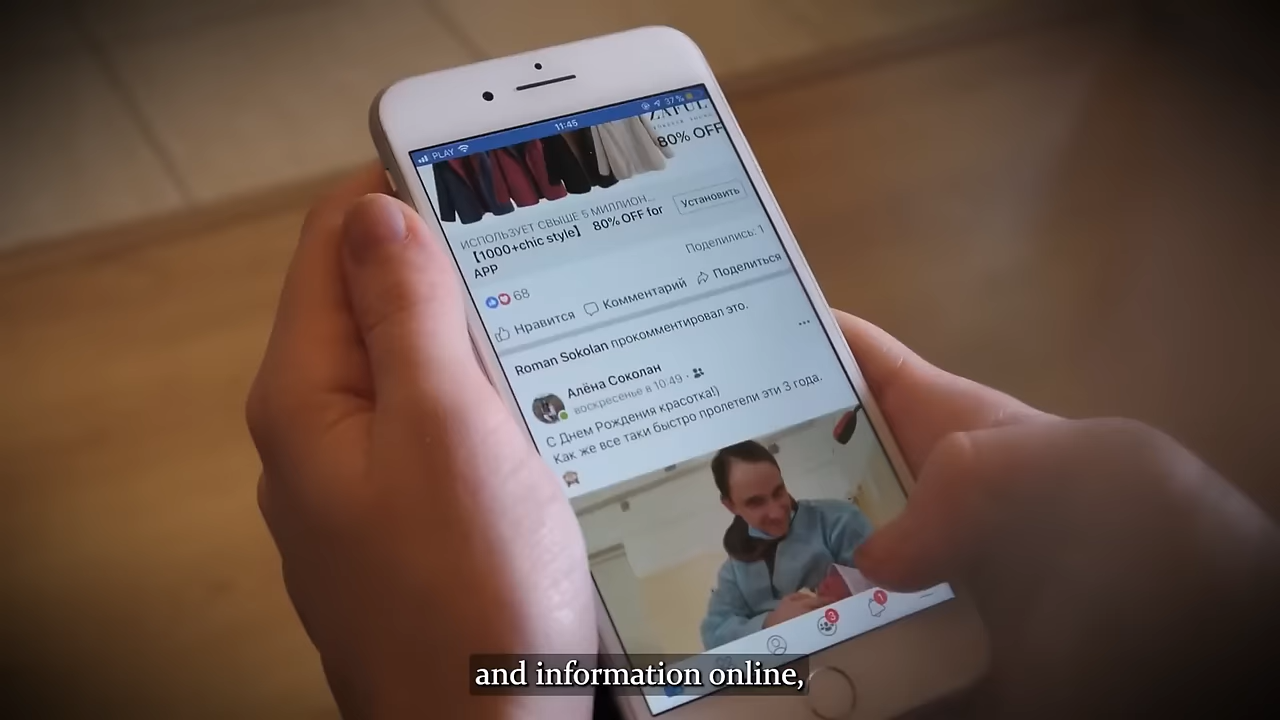 PLAY
11:45
37%
ZAFUL
80% OFF
ИСПОЛЬЗУЕТ СВЫШЕ 5 МИЛЛИОН...
【1000+chic style】 80% OFF for
APP
Установить
68
Поделились: 1
Нравится
Комментарий
Поделиться
Roman Sokolan прокомментировал это.
Алёна Соколан
воскресенье в 10:49 ·
С Днем Рождения красотка!)
Как же все таки быстро пролетели эти 3 года.
3
1
and information online,